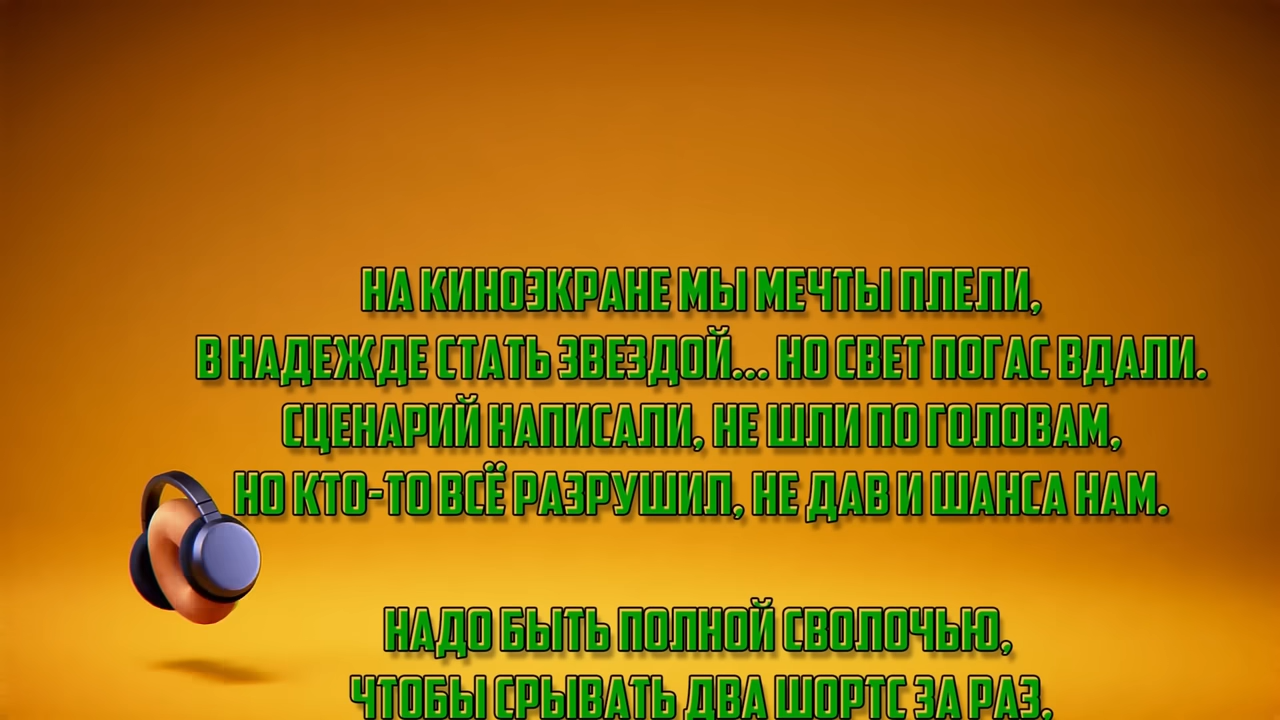 НА КИНОЭКРАНЕ МЫ МЕЧТЫ ПЛЕЛИ,
В НАДЕЖДЕ СТАТЬ ЗВЕЗДОЙ... НО СВЕТ ПОГАС ВДАЛИ.
СЦЕНАРИЙ НАПИСАЛИ, НЕ ШЛИ ПО ГОЛОВАМ,
НО КТО-ТО ВСЁ РАЗРУШИЛ, НЕ ДАВ И ШАНСА НАМ.
НАДО БЫТЬ ПОЛНОЙ СВОЛОЧЬЮ,
ЧТОБЫ СРЫВАТЬ ДВА ШОРТС ЗА РАЗ.